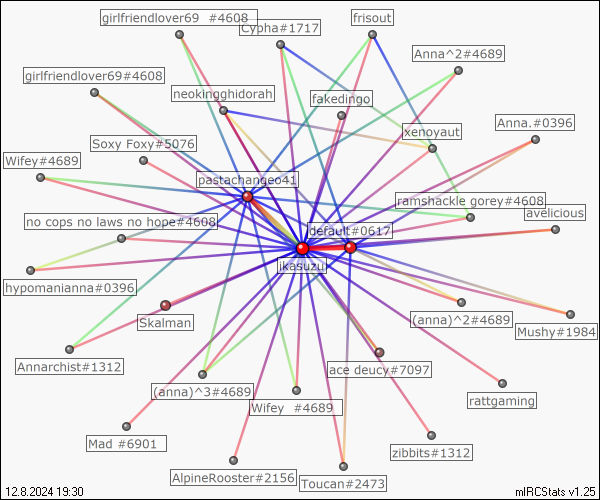 girlfriendlover69  #4608
Cypha#1717
frisout
Anna^2#4689
girlfriendlover69#4608
neokingghidorah
fakedingo
xenoyaut
Anna.#0396
Soxy Foxy#5076
Wifey#4689
pastachangeo41
ramshackle gorey#4608
avelicious
no cops no laws no hope#4608
default#0617
ikasuzu
hypomanianna#0396
Skalman
(anna)^2#4689
Mushy#1984
Annarchist#1312
ace deucy#7097
(anna)^3#4689
Wifey  #4689
rattgaming
Mad #6901
zibbits#1312
AlpineRooster#2156
Toucan#2473
12.8.2024 19:30
mIRCStats v1.25